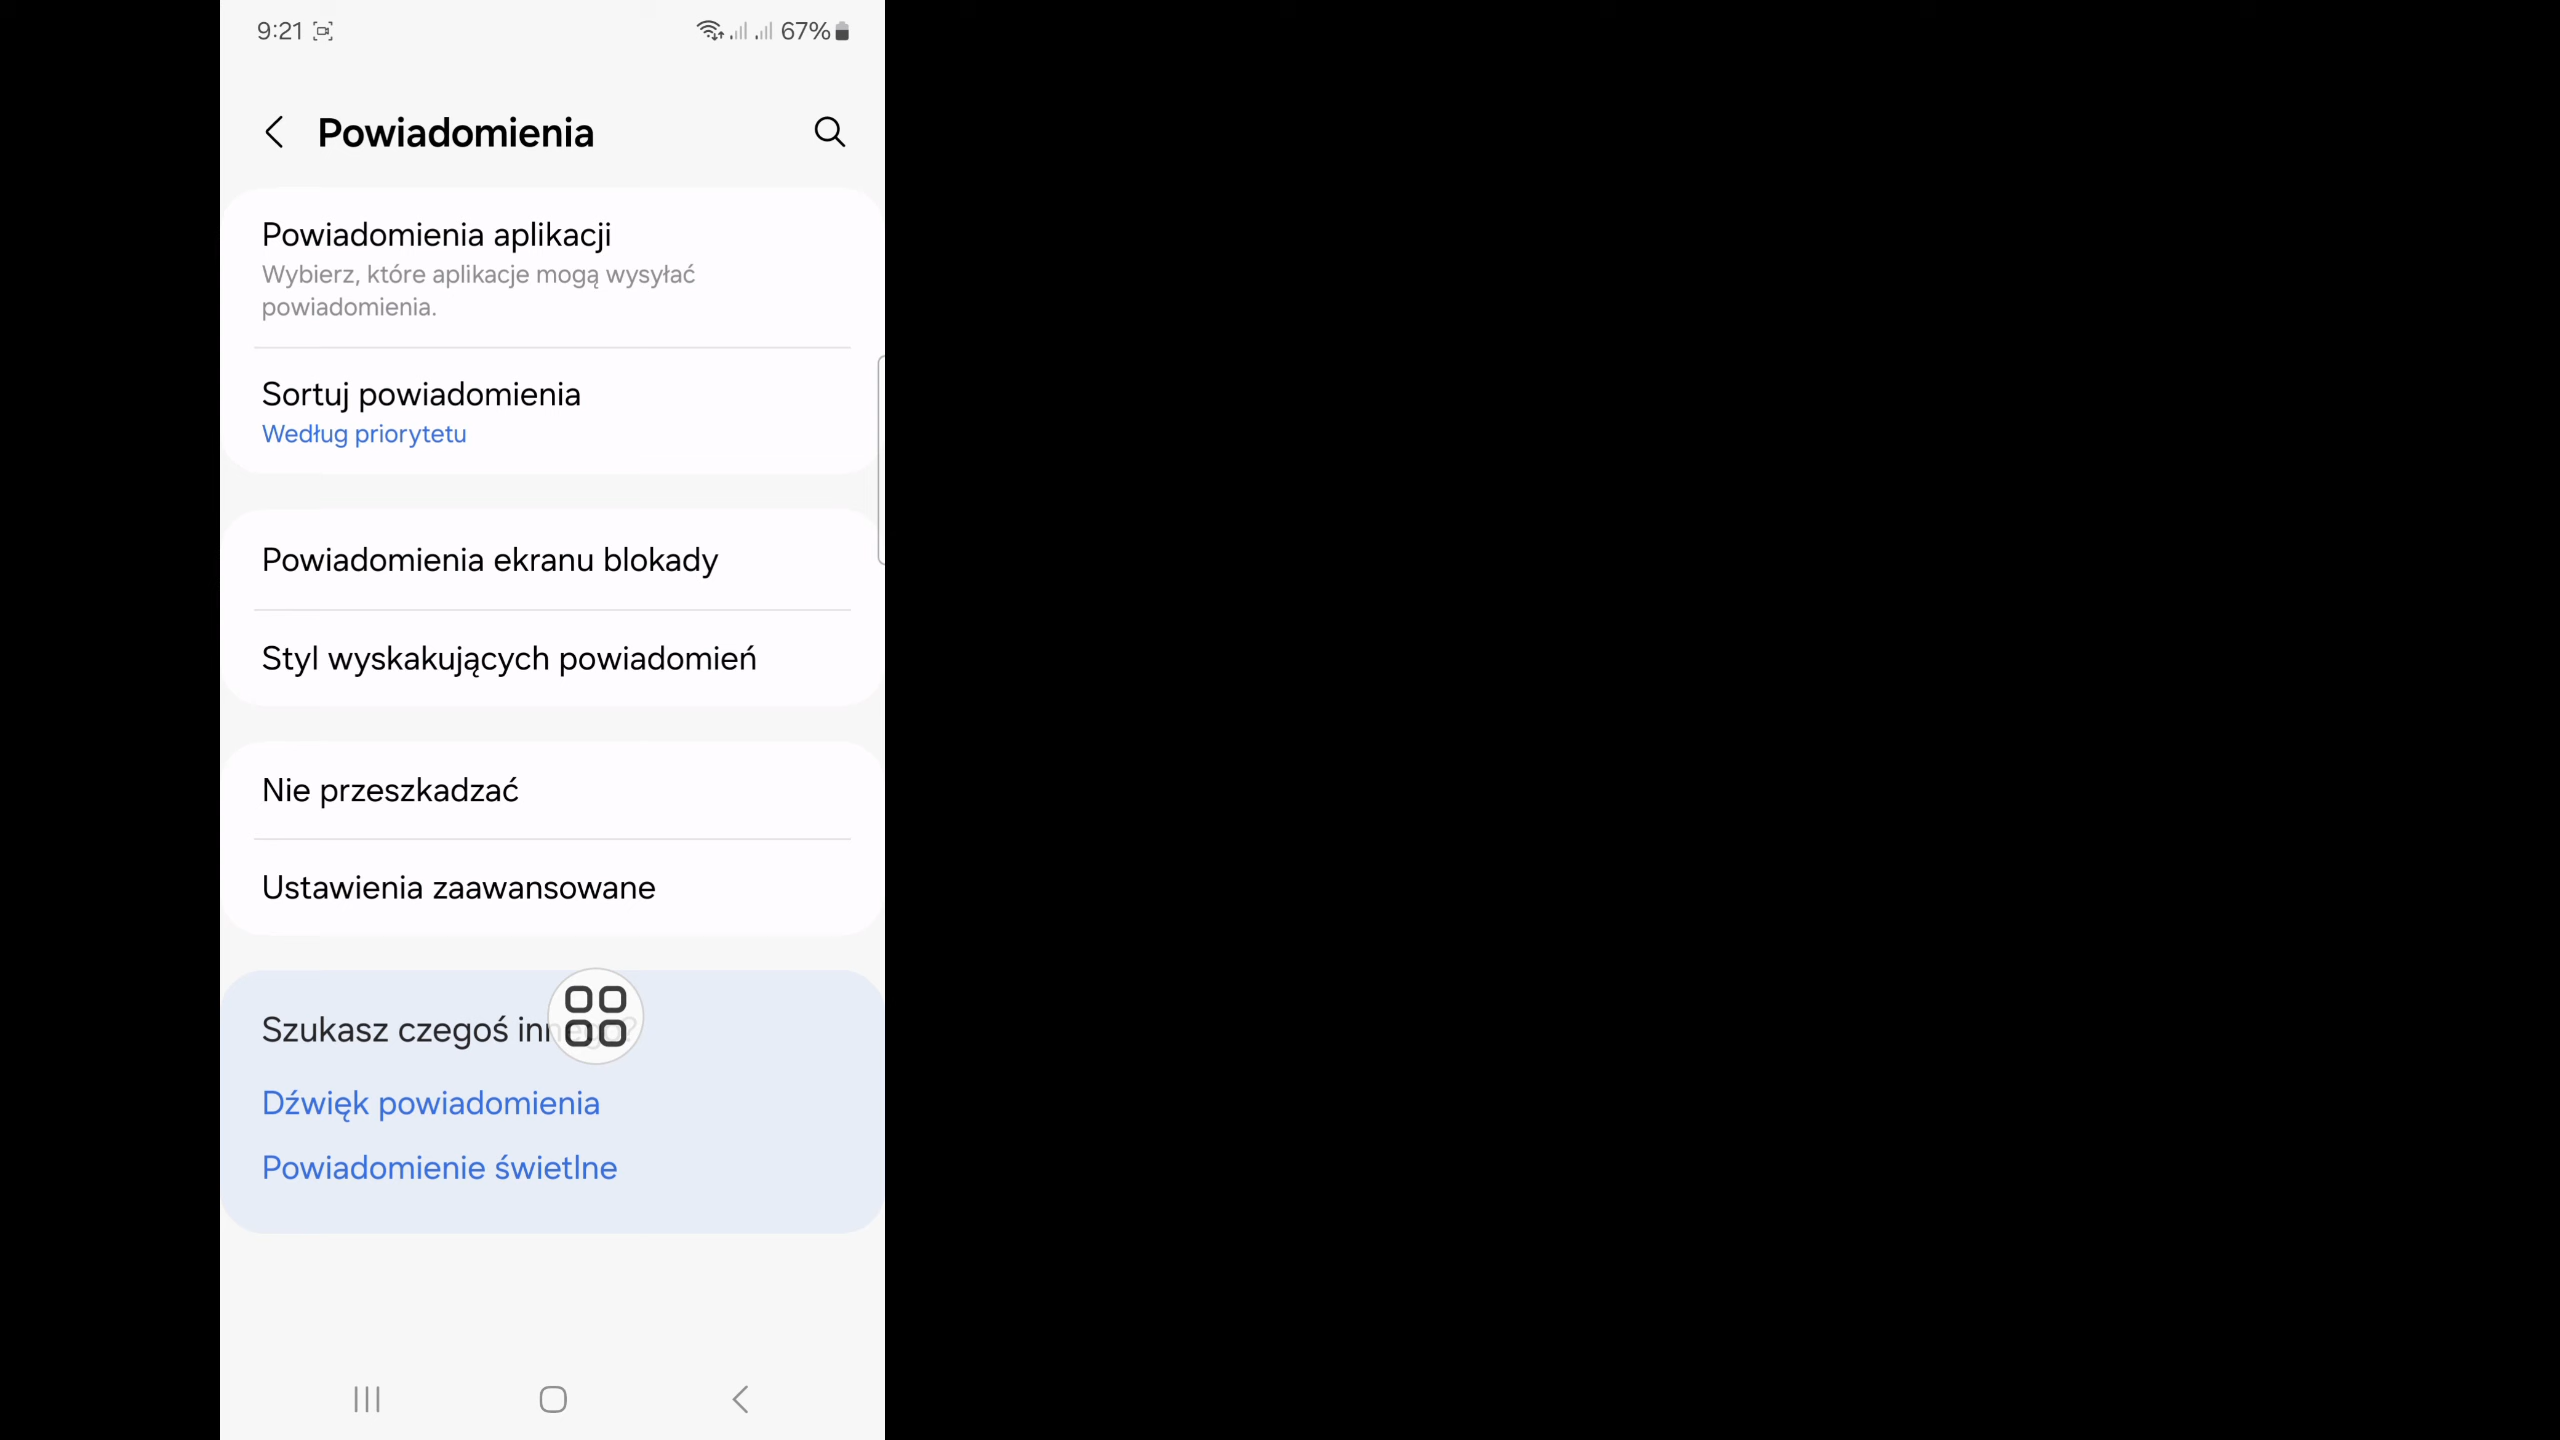 9:21 67%
Powiadomienia
Powiadomienia aplikacji
Wybierz, które aplikacje mogą wysyłać
powiadomienia.
Sortuj powiadomienia
Według priorytetu
Powiadomienia ekranu blokady
Styl wyskakujących powiadomień
Nie przeszkadzać
Ustawienia zaawansowane
Szukasz czegoś innego?
Dźwięk powiadomienia
Powiadomienie świetlne